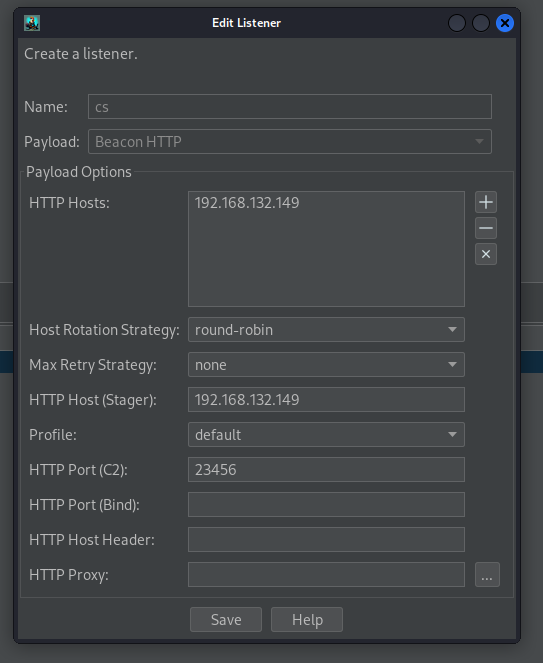 Edit Listener
Create a listener.
Name: cs
Payload: Beacon HTTP
Payload Options
HTTP Hosts: 192.168.132.149
Host Rotation Strategy: round-robin
Max Retry Strategy: none
HTTP Host (Stager): 192.168.132.149
Profile: default
HTTP Port (C2): 23456
HTTP Port (Bind):
HTTP Host Header:
HTTP Proxy: ...
Save Help